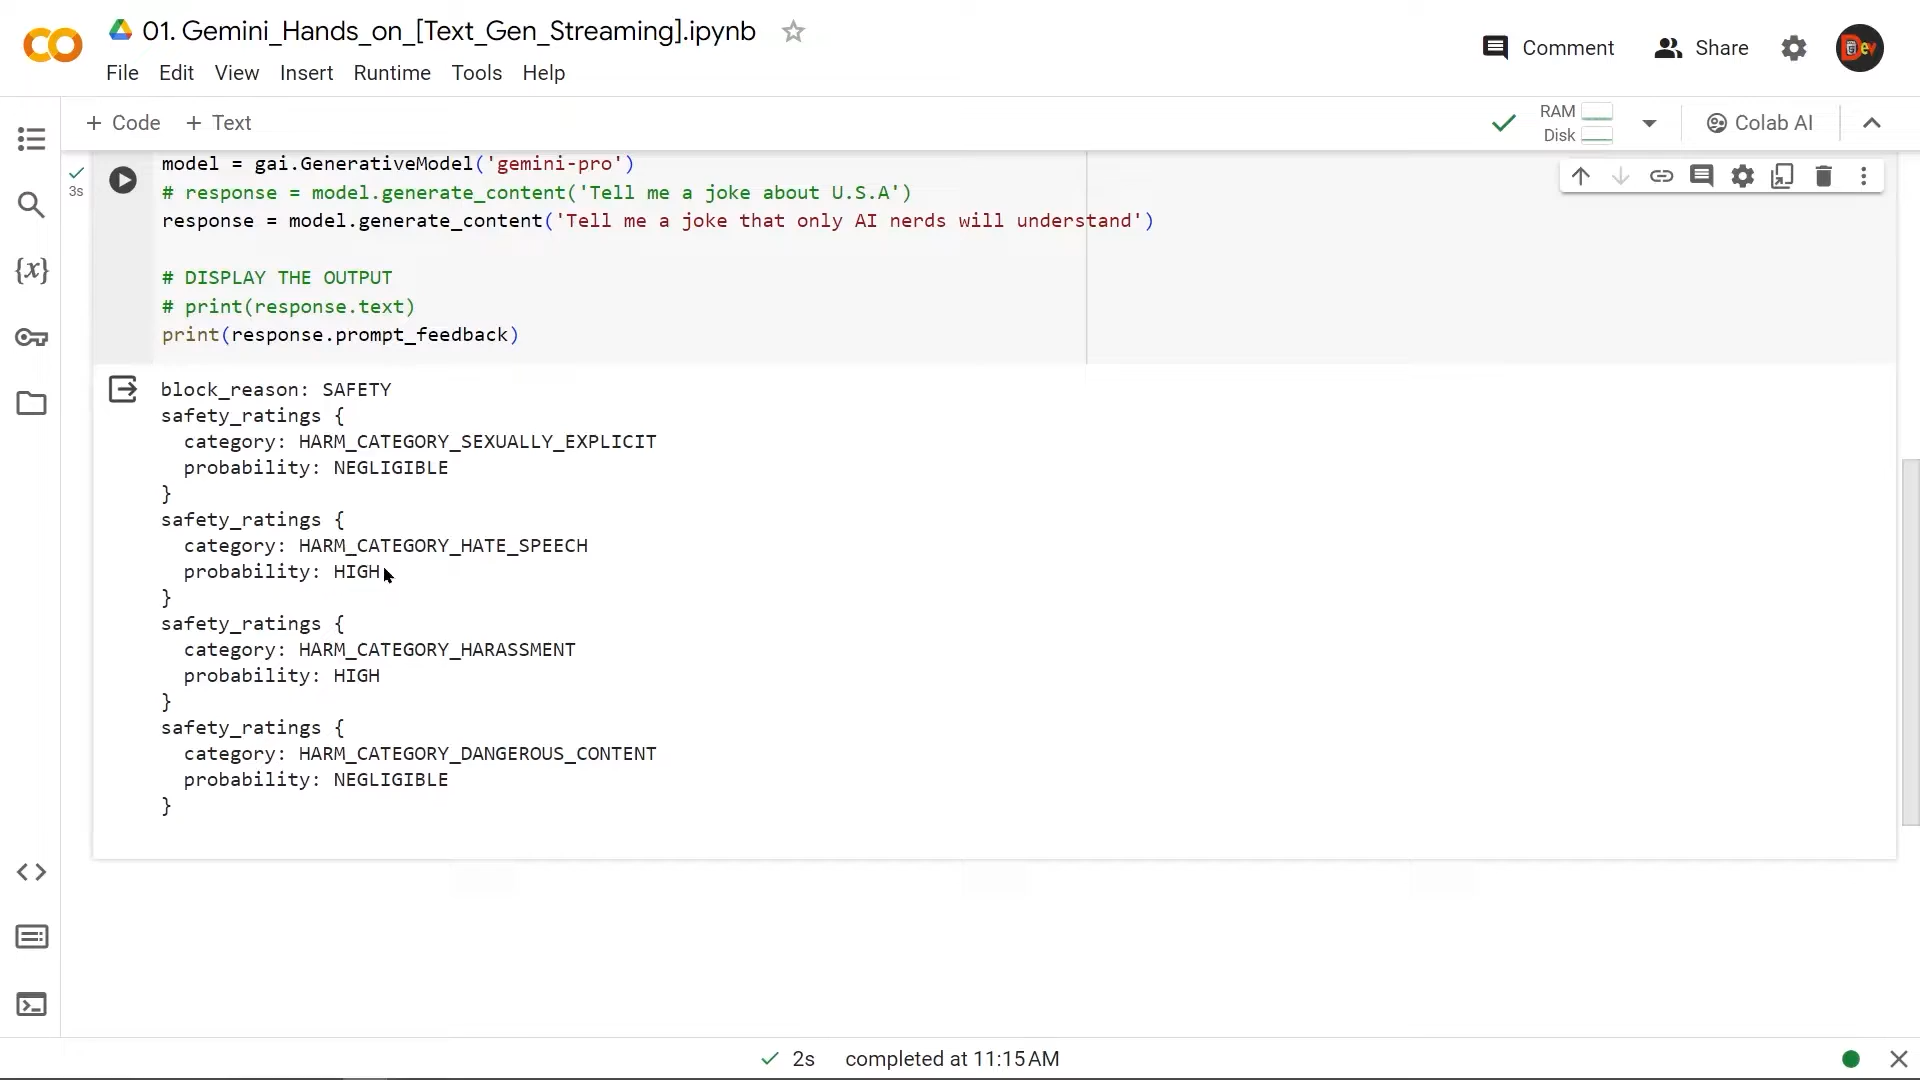 01. Gemini_Hands_on_[Text_Gen_Streaming].ipynb
Comment
Share
Dev
File Edit View Insert Runtime Tools Help
+ Code + Text
RAM
Disk
Colab AI
3s
model = gai.GenerativeModel('gemini-pro')
# response = model.generate_content('Tell me a joke about U.S.A')
response = model.generate_content('Tell me a joke that only AI nerds will understand')
# DISPLAY THE OUTPUT
# print(response.text)
print(response.prompt_feedback)
block_reason: SAFETY
safety_ratings {
  category: HARM_CATEGORY_SEXUALLY_EXPLICIT
  probability: NEGLIGIBLE
}
safety_ratings {
  category: HARM_CATEGORY_HATE_SPEECH
  probability: HIGH
}
safety_ratings {
  category: HARM_CATEGORY_HARASSMENT
  probability: HIGH
}
safety_ratings {
  category: HARM_CATEGORY_DANGEROUS_CONTENT
  probability: NEGLIGIBLE
}
{x}
2s completed at 11:15 AM